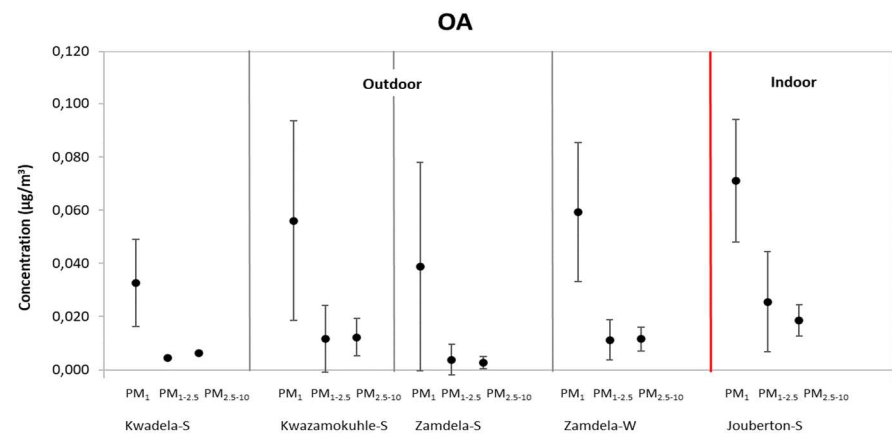 OA
0,120
0,100
0,080
0,060
0,040
0,020
0,000
Concentration (µg/m³)
Outdoor
Indoor
PM₁ PM₁₋₂.₅ PM₂.₅₋₁₀ PM₁ PM₁₋₂.₅ PM₂.₅₋₁₀ PM₁ PM₁₋₂.₅ PM₂.₅₋₁₀ PM₁ PM₁₋₂.₅ PM₂.₅₋₁₀ PM₁ PM₁₋₂.₅ PM₂.₅₋₁₀
Kwadela-S Kwazamokuhle-S Zamdela-S Zamdela-W Jouberton-S